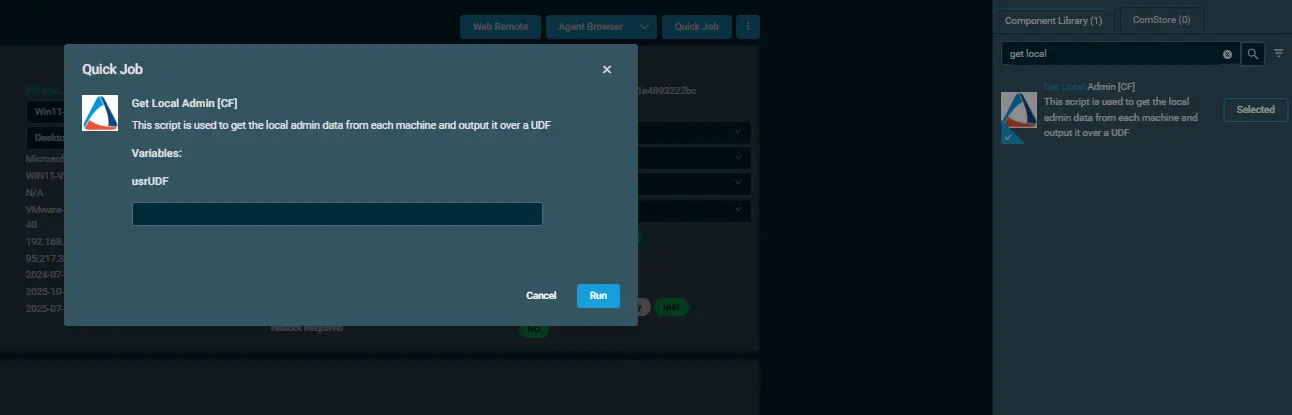 Web Remote Agent Browser Quick Job
Component Library (1) ComStore (0)
get local
Get Local Admin [CF]
This script is used to get the local
admin data from each machine and
output it over a UDF
Selected
Quick Job
Get Local Admin [CF]
This script is used to get the local admin data from each machine and output it over a UDF
Variables:
usrUDF
Cancel Run
1e4893222bc
Win11-
Deskto
Microsof
WIN11-V
N/A
VMware-
40
192.168.
95.217.3
2024-07-
2025-10-
2025-07-
y test
Reboot Required No